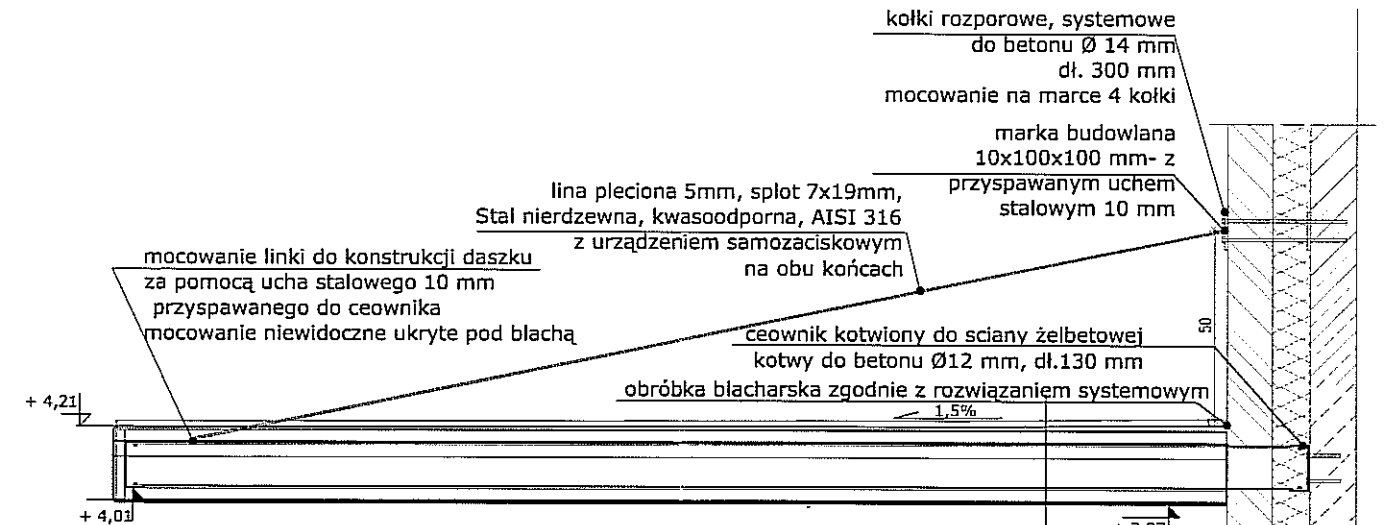 kołki rozporowe, systemowe
do betonu Ø 14 mm
dł. 300 mm
mocowanie na marce 4 kołki
marka budowlana
10x100x100 mm- z
przyspawanym uchem
stalowym 10 mm
lina pleciona 5mm, splot 7x19mm,
Stal nierdzewna, kwasoodporna, AISI 316
z urządzeniem samozaciskowym
na obu końcach
mocowanie linki do konstrukcji daszku
za pomocą ucha stalowego 10 mm
przyspawanego do ceownika
mocowanie niewidoczne ukryte pod blachą
50
ceownik kotwiony do sciany żelbetowej
kotwy do betonu Ø12 mm, dł.130 mm
obróbka blacharska zgodnie z rozwiązaniem systemowym
+ 4,21
1,5%
+ 4,01